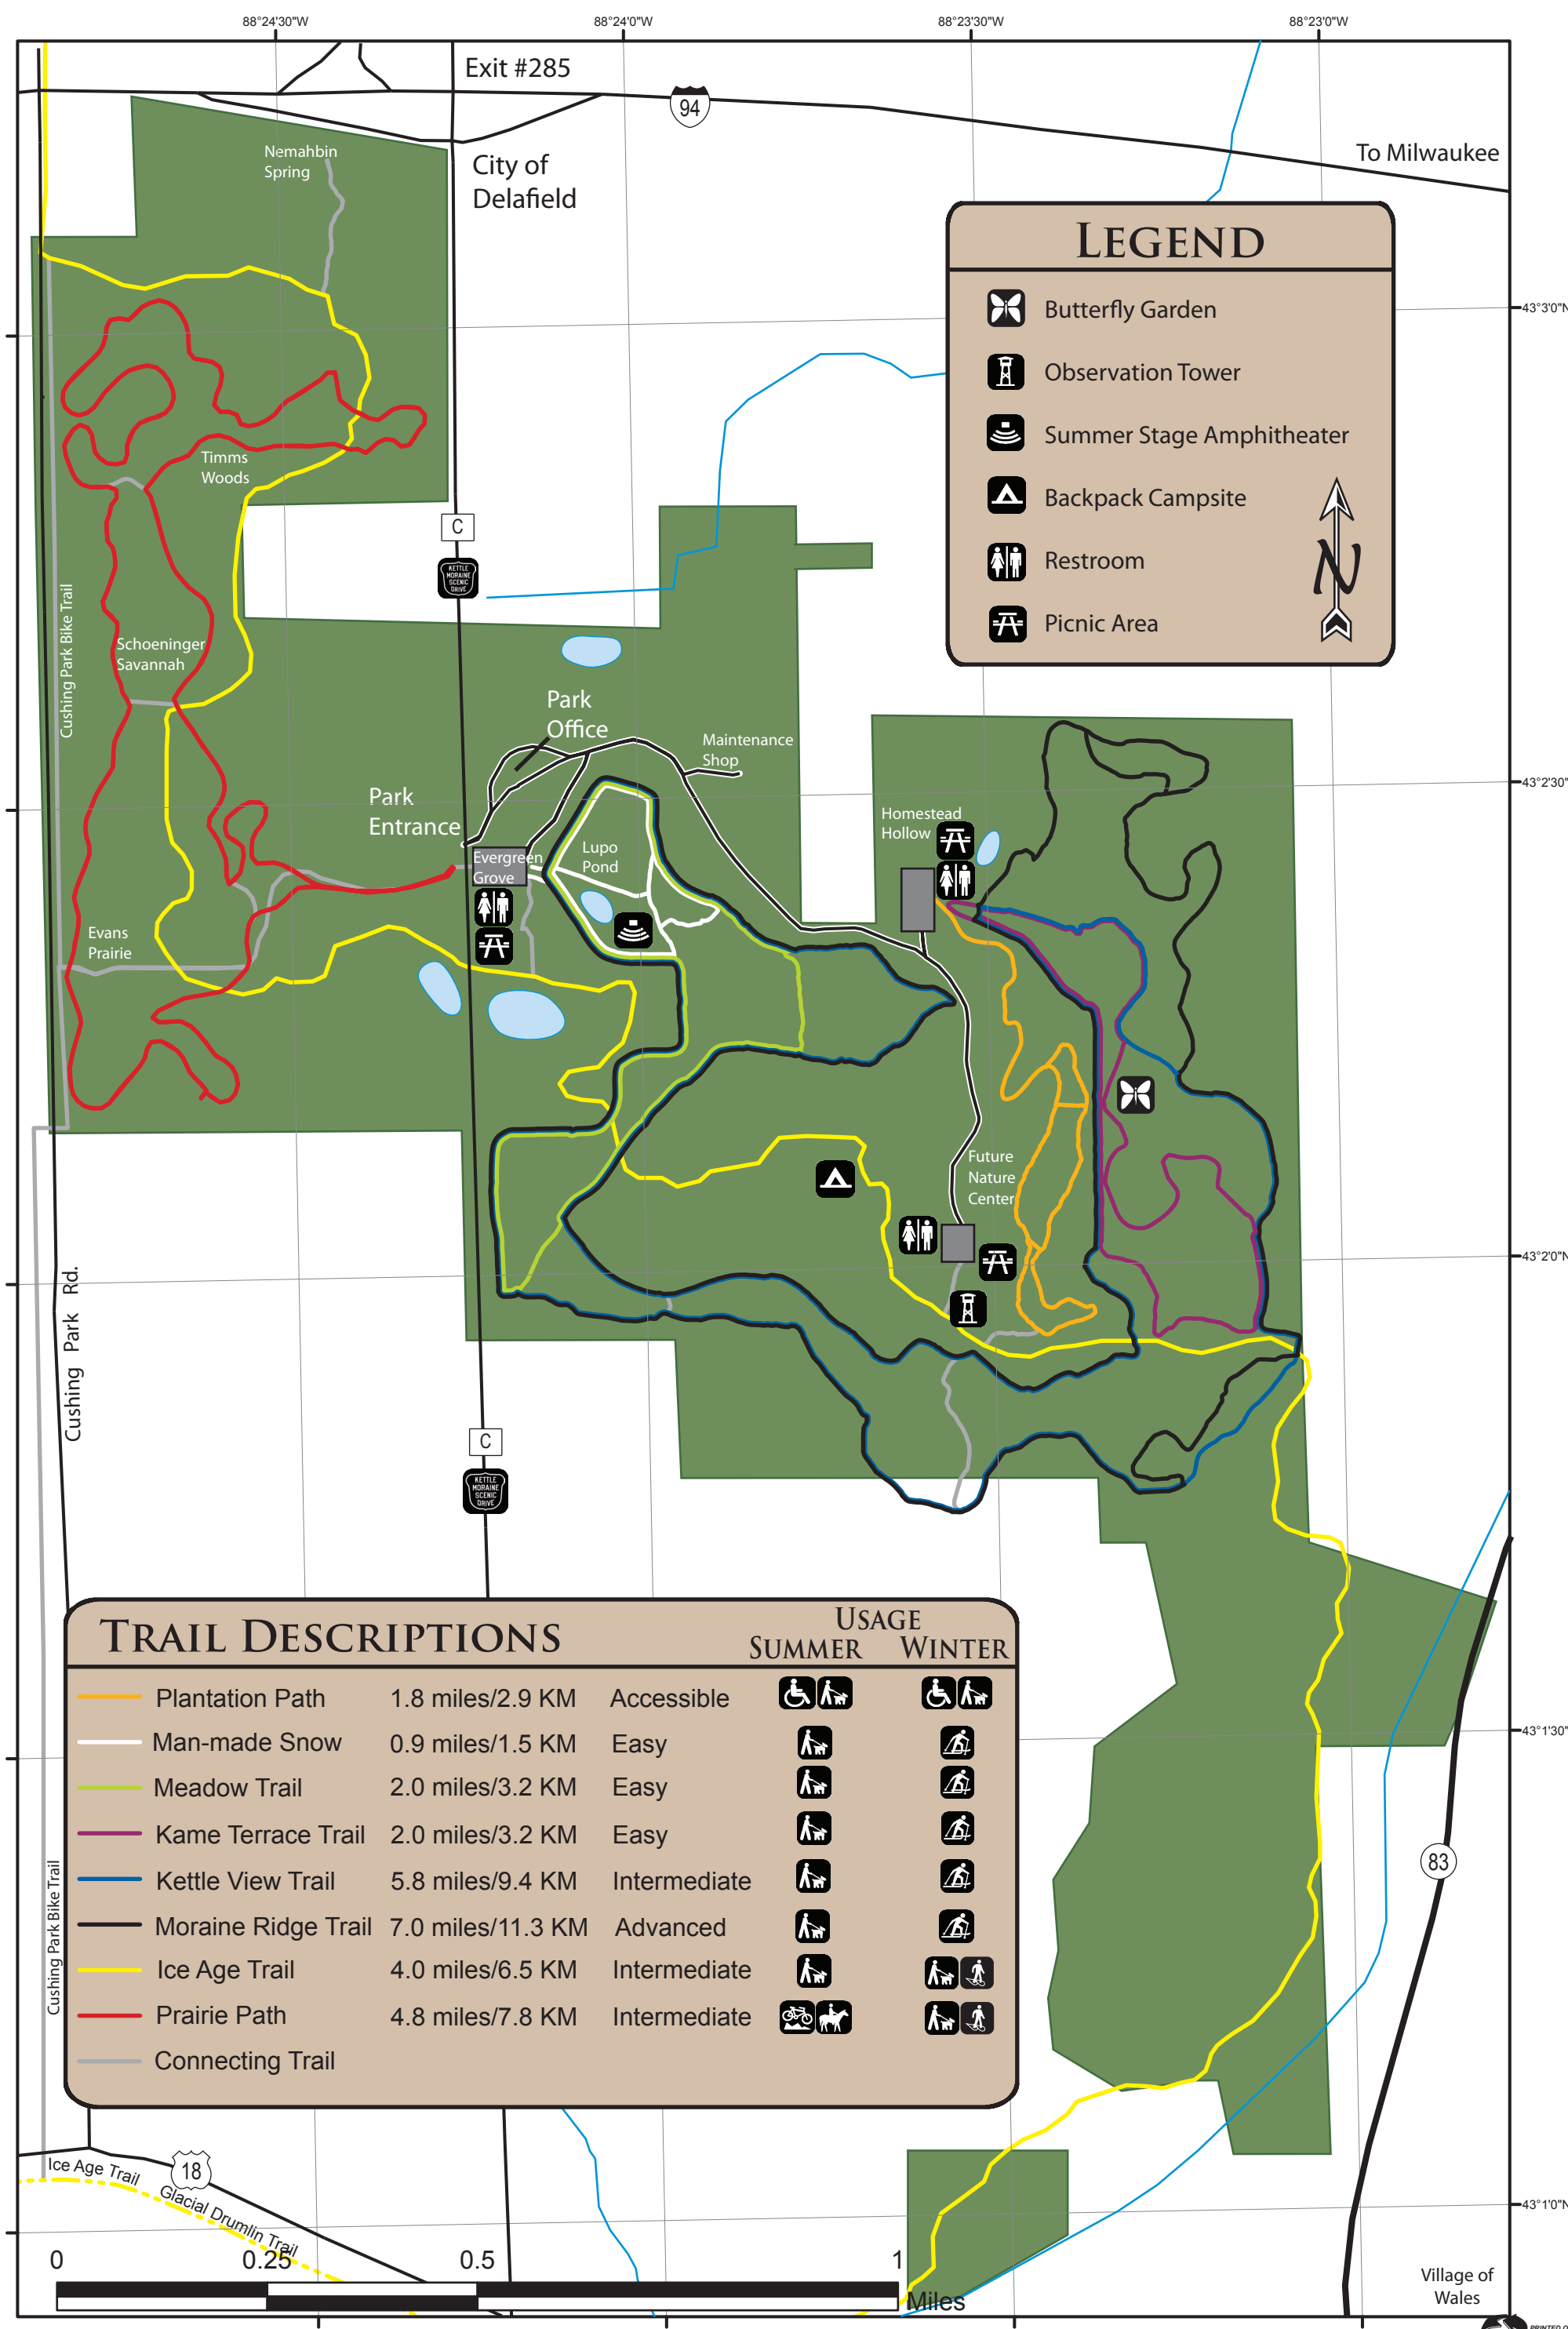 88°24'30"W
88°24'0"W
88°23'30"W
88°23'0"W
Exit #285
94
To Milwaukee
City of
Delafield
Nemahbin
Spring
LEGEND
Butterfly Garden
Observation Tower
Summer Stage Amphitheater
Backpack Campsite
Restroom
Picnic Area
N
43°3'0"N
Timms
Woods
C
KETTLE
MORAINE
SCENIC
DRIVE
Cushing Park Bike Trail
Schoeninger
Savannah
Park
Office
Maintenance
Shop
43°2'30"N
Park
Entrance
Homestead
Hollow
Evergreen
Grove
Lupo
Pond
Evans
Prairie
Future
Nature
Center
43°2'0"N
Cushing Park Rd.
C
KETTLE
MORAINE
SCENIC
DRIVE
TRAIL DESCRIPTIONS
USAGE
SUMMER WINTER
Plantation Path 1.8 miles/2.9 KM Accessible
Man-made Snow 0.9 miles/1.5 KM Easy
Meadow Trail 2.0 miles/3.2 KM Easy
Kame Terrace Trail 2.0 miles/3.2 KM Easy
Kettle View Trail 5.8 miles/9.4 KM Intermediate
Moraine Ridge Trail 7.0 miles/11.3 KM Advanced
Ice Age Trail 4.0 miles/6.5 KM Intermediate
Prairie Path 4.8 miles/7.8 KM Intermediate
Connecting Trail
43°1'30"N
83
Cushing Park Bike Trail
Ice Age Trail
18
Glacial Drumlin Trail
43°1'0"N
0 0.25 0.5 1
Miles
Village of
Wales